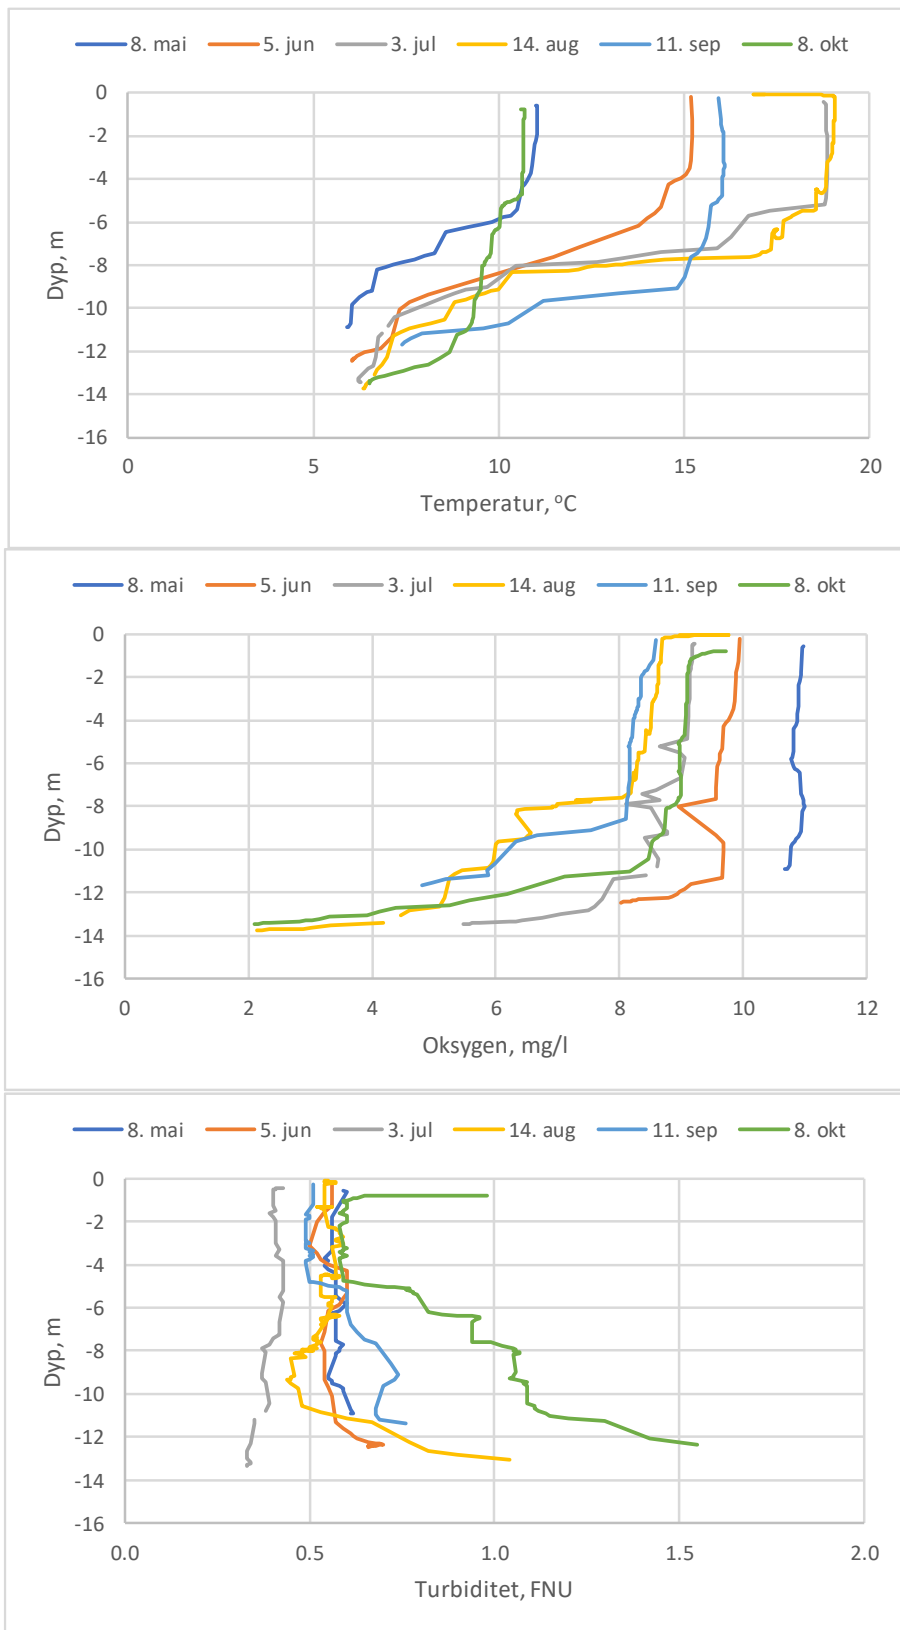 8. mai 5. jun 3. jul 14. aug 11. sep 8. okt
0
-2
-4
-6
-8
-10
-12
-14
-16
Dyp, m
0 5 10 15 20
Temperatur, °C
8. mai 5. jun 3. jul 14. aug 11. sep 8. okt
0
-2
-4
-6
-8
-10
-12
-14
-16
Dyp, m
0 2 4 6 8 10 12
Oksygen, mg/l
8. mai 5. jun 3. jul 14. aug 11. sep 8. okt
0
-2
-4
-6
-8
-10
-12
-14
-16
Dyp, m
0.0 0.5 1.0 1.5 2.0
Turbiditet, FNU